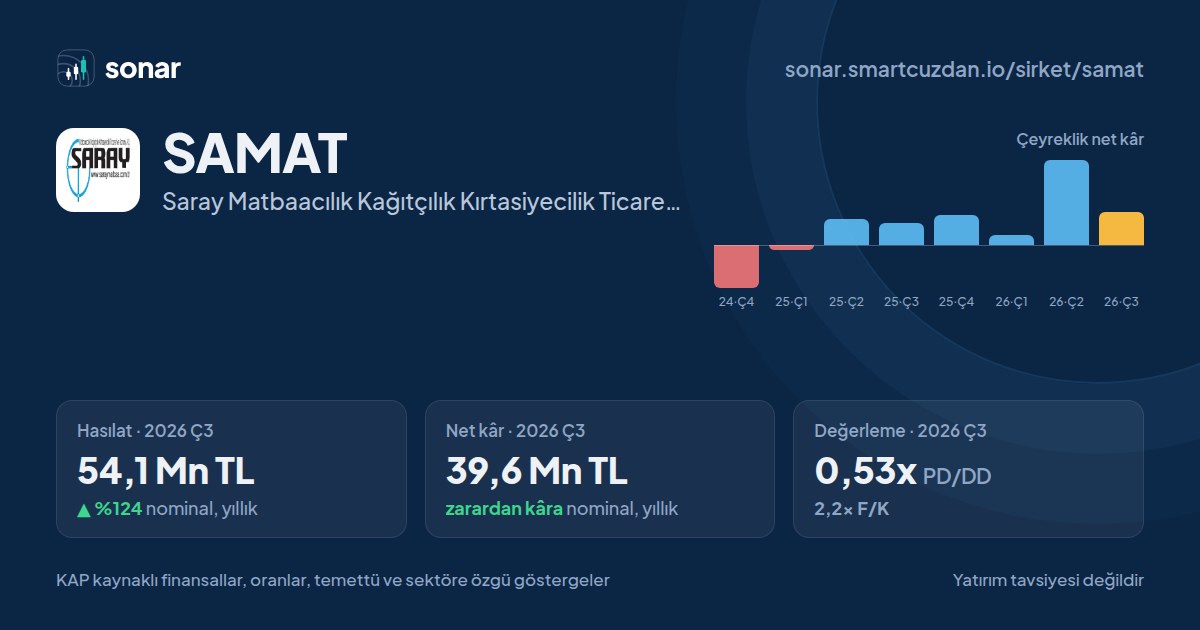 sonar
sonar.smartcuzdan.io/sirket/samat
SARAY
SAMAT
Saray Matbaacılık Kağıtçılık Kırtasiyecilik Ticare...
Çeyreklik net kâr
24·Ç4 25·Ç1 25·Ç2 25·Ç3 25·Ç4 26·Ç1 26·Ç2 26·Ç3
Hasılat · 2026 Ç3
54,1 Mn TL
▲ %124 nominal, yıllık
Net kâr · 2026 Ç3
39,6 Mn TL
zarardan kâra nominal, yıllık
Değerleme · 2026 Ç3
0,53x PD/DD
2,2× F/K
KAP kaynaklı finansallar, oranlar, temettü ve sektöre özgü göstergeler
Yatırım tavsiyesi değildir